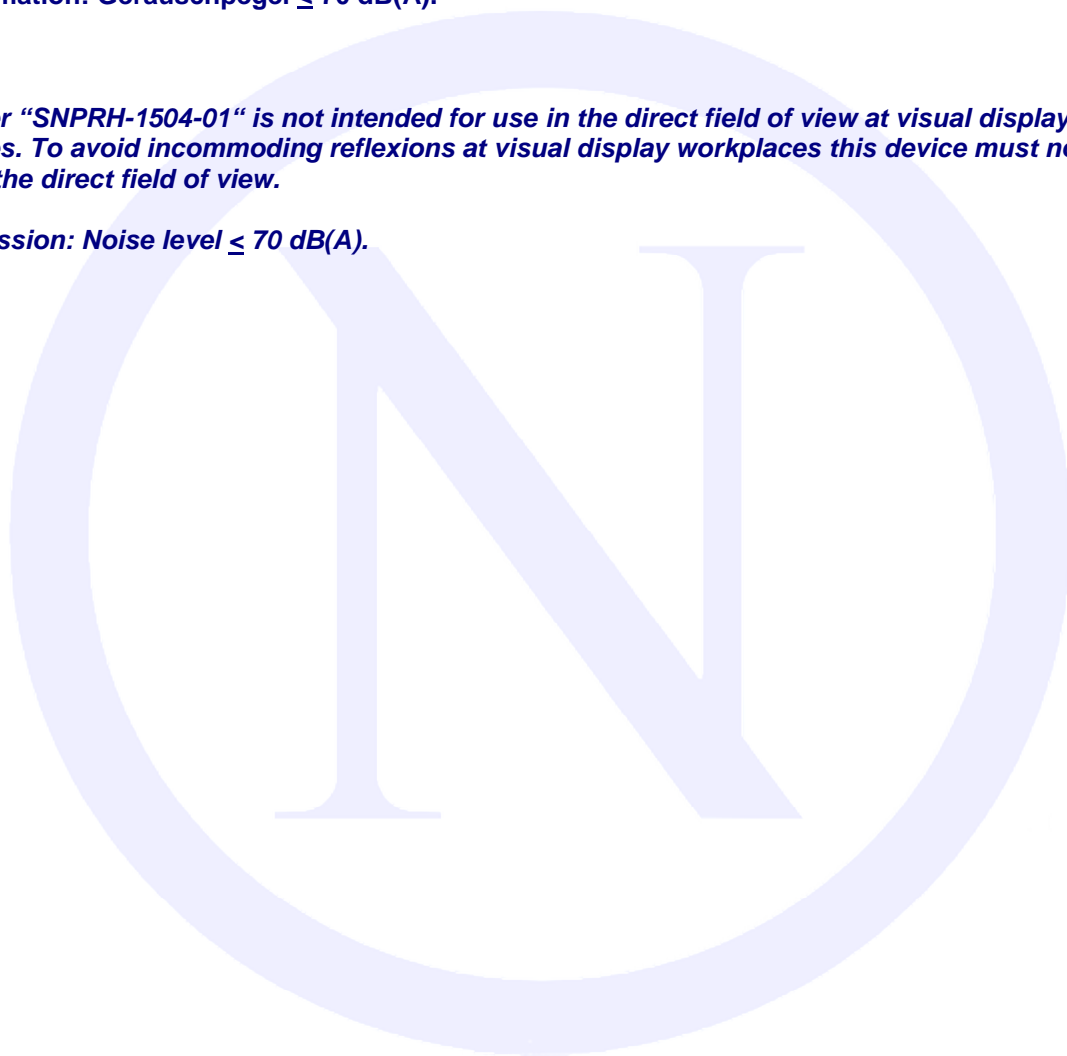 mation: Geräuschpegel ≤ 70 dB(A).
r “SNPRH-1504-01“ is not intended for use in the direct field of view at visual display
es. To avoid incommoding reflexions at visual display workplaces this device must
the direct field of view.
ssion: Noise level ≤ 70 dB(A).
N